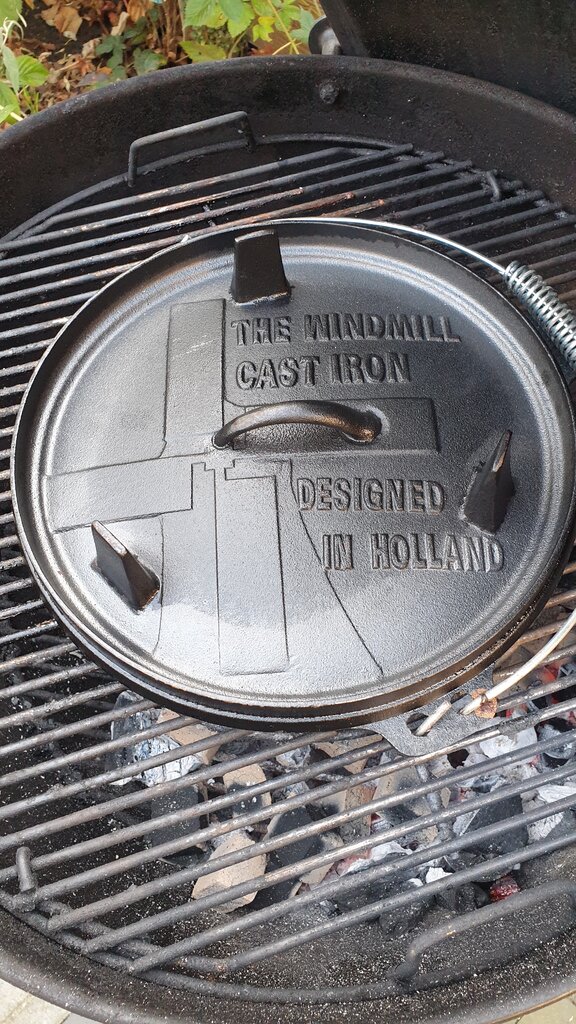 THE WINDMILL
CAST IRON
DESIGNED
IN HOLLAND